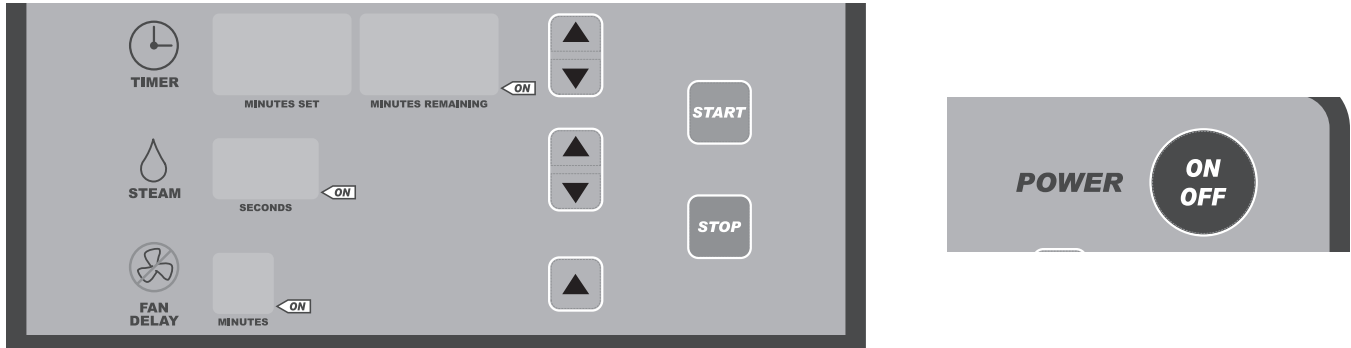 TIMER
MINUTES SET
MINUTES REMAINING
ON
START
STEAM
SECONDS
ON
STOP
FAN
DELAY
MINUTES
ON
POWER
ON
OFF